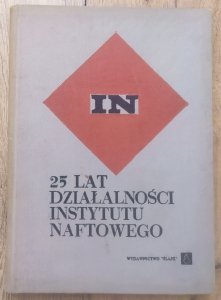 IN
25 LAT
DZIAŁALNOŚCI
INSTYTUTU
NAFTOWEGO
WYDAWNICTWO "ŚLĄSK"